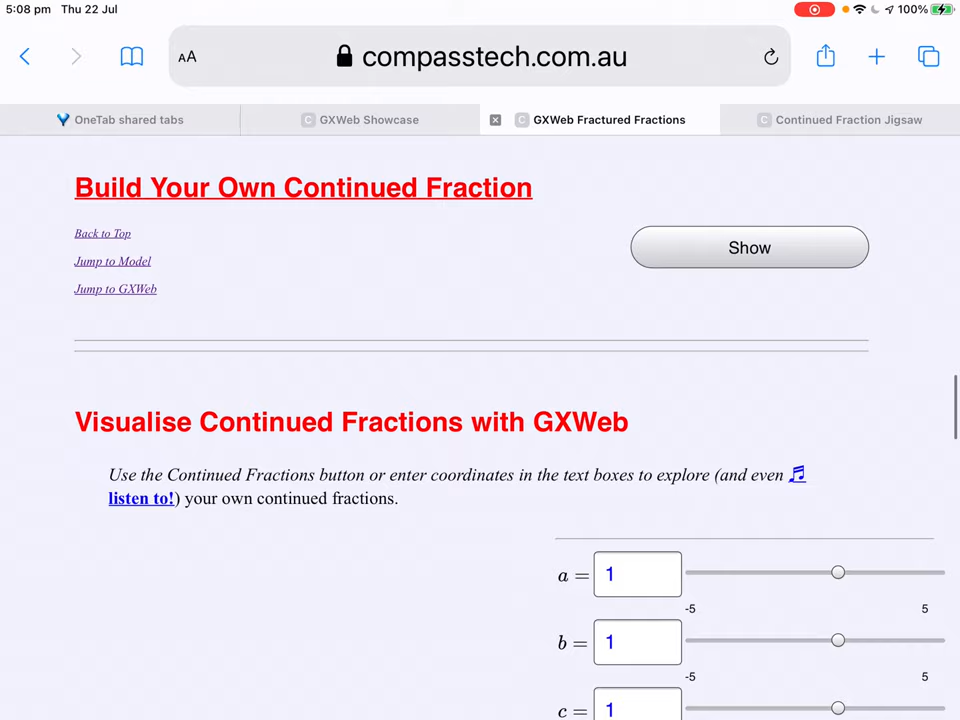 5:08 pm Thu 22 Jul 100%
AA compasstech.com.au
OneTab shared tabs C GXWeb Showcase C GXWeb Fractured Fractions C Continued Fraction Jigsaw
Build Your Own Continued Fraction
Back to Top
Show
Jump to Model
Jump to GXWeb
Visualise Continued Fractions with GXWeb
Use the Continued Fractions button or enter coordinates in the text boxes to explore (and even ♬
listen to!) your own continued fractions.
a = 1
-5 5
b = 1
-5 5
c = 1